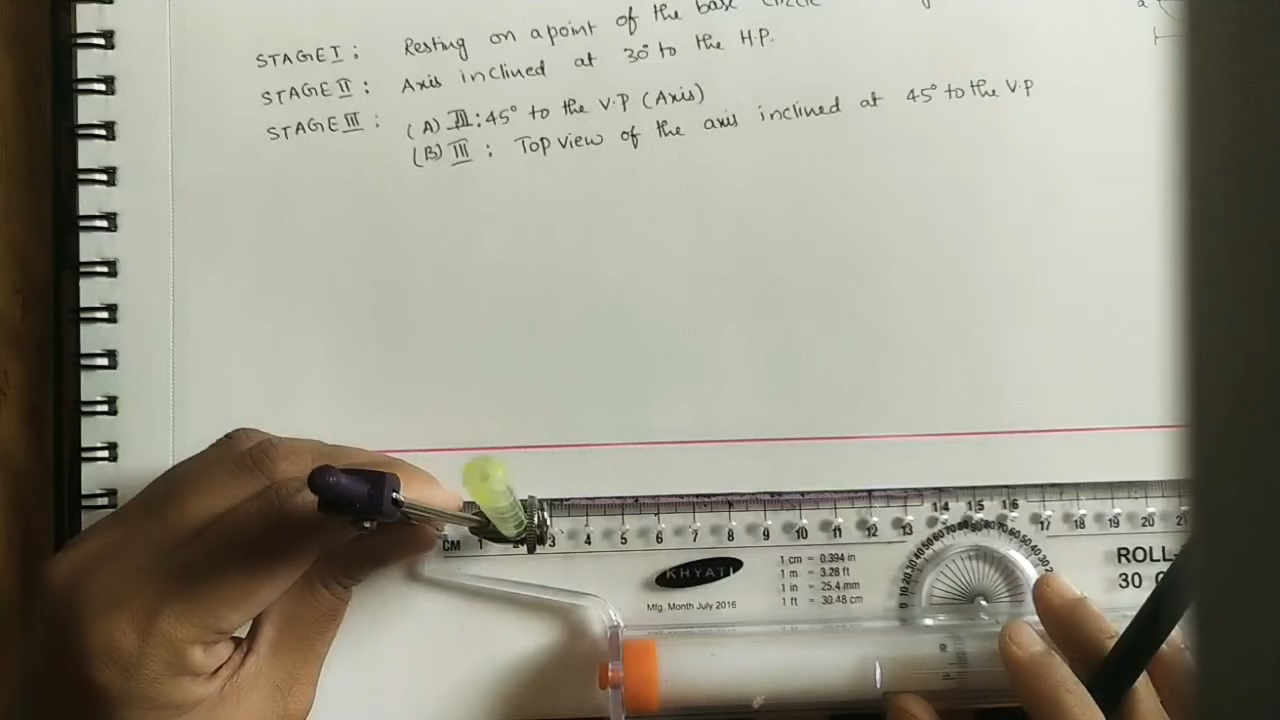 STAGE I : Resting on a point of the base circle
STAGE II : Axis inclined at 30° to the H.P.
STAGE III : (A) III : 45° to the V.P (Axis)
(B) III : Top view of the axis inclined at 45° to the V.P
14 15 16
CM 1 2 3 4 5 6 7 8 9 10 11 12 13 17 18 19 20 21
KHYATI
Mfg. Month July 2016
1 cm = 0.394 in
1 m = 3.28 ft
1 in = 25.4 mm
1 ft = 30.48 cm
ROLL-
30